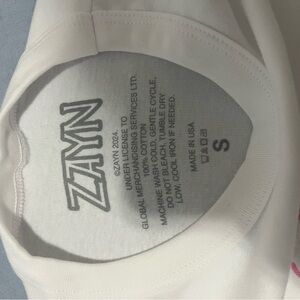 ZAYN
©ZAYN 2024.
UNDER LICENSE TO
GLOBAL MERCHANDISING SERVICES LTD.
100% COTTON
MACHINE WASH COLD, GENTLE CYCLE,
DO NOT BLEACH. TUMBLE DRY
LOW. COOL IRON IF NEEDED.
MADE IN USA
S